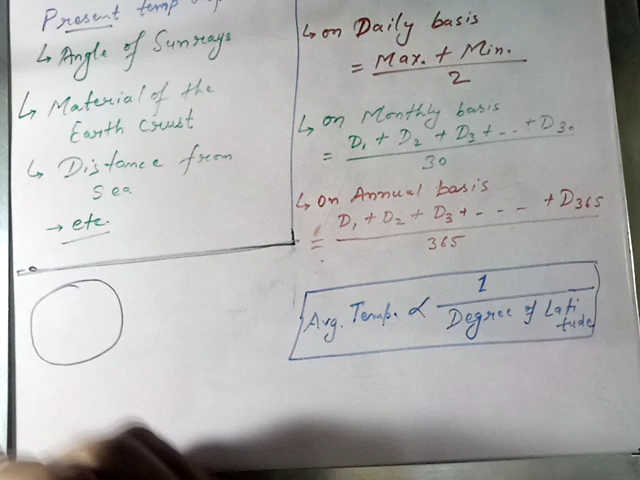 Present temp
↳ Angle of Sunrays
↳ Material of the
Earth Crust
↳ Distance from
Sea
→ etc.
↳ on Daily basis
= Max. + Min.
2
↳ on Monthly basis
= D1 + D2 + D3 + - - + D30
30
↳ on Annual basis
= D1 + D2 + D3 + - - - + D365
365
Avg. Temp. ∝ 1
Degree of Lati
tude